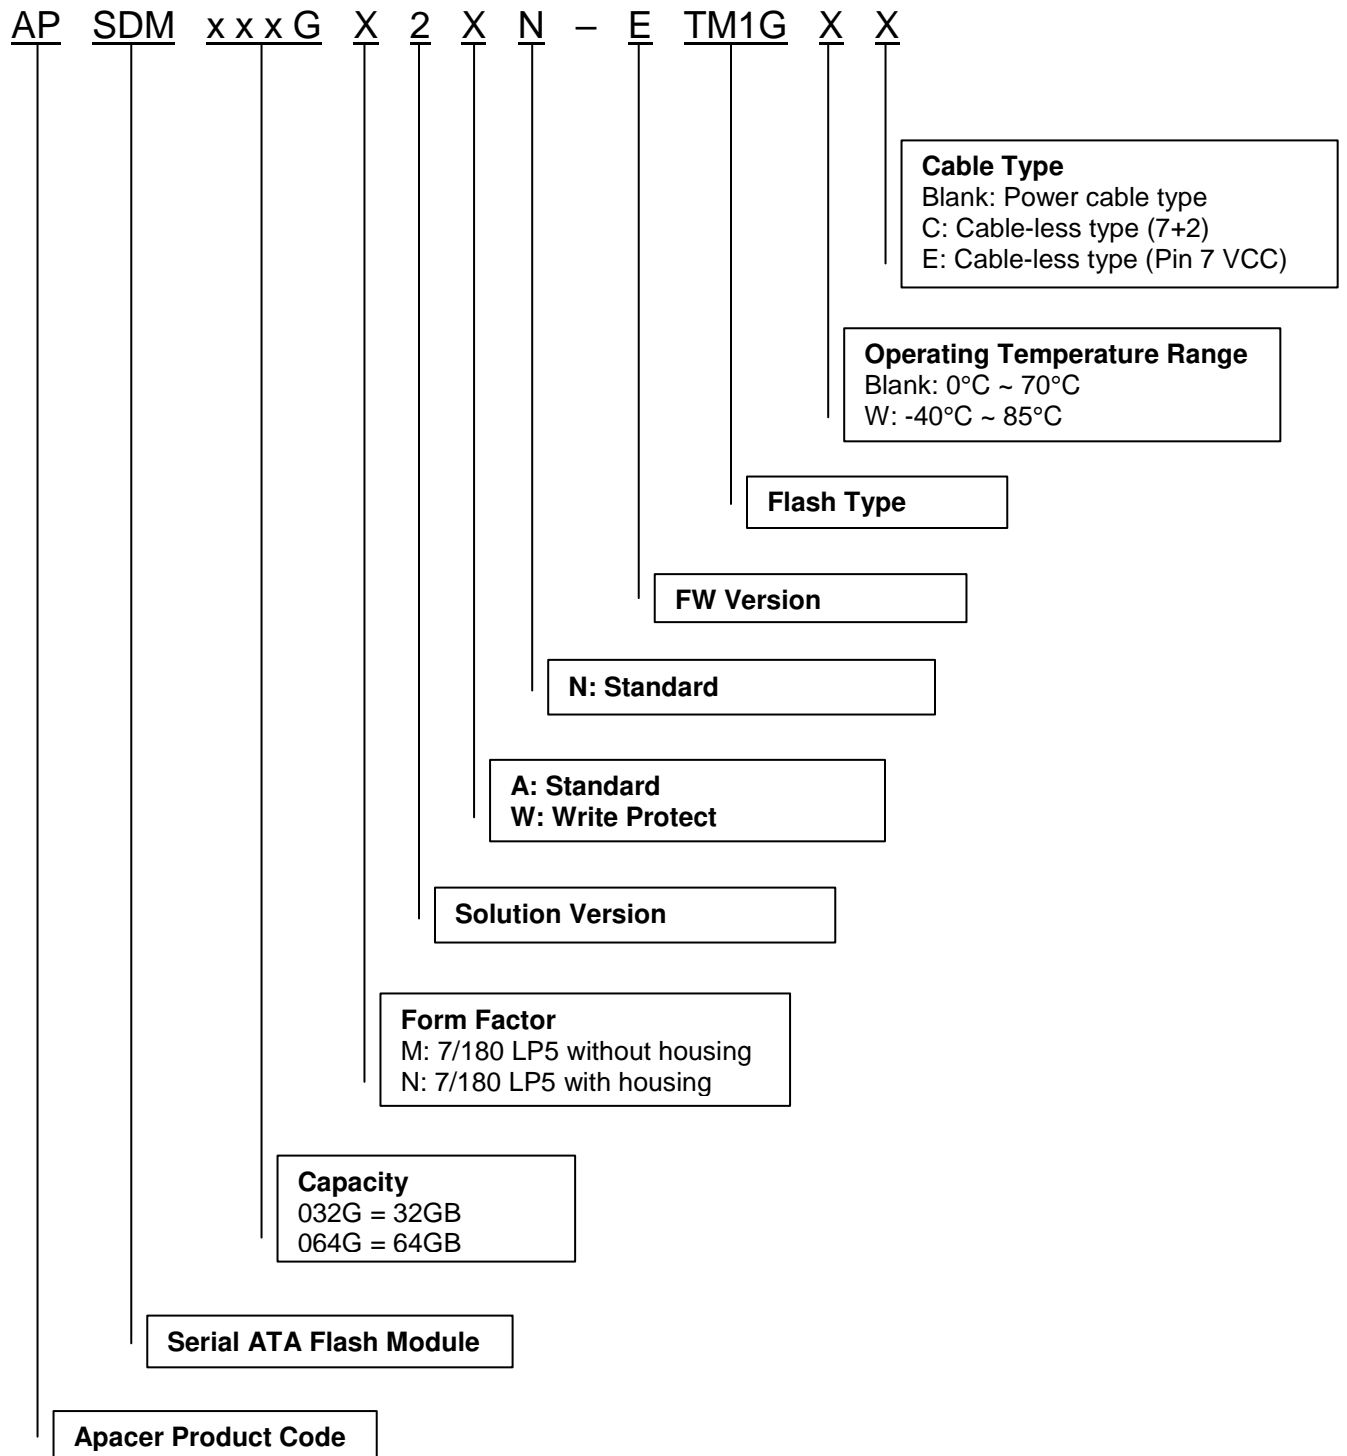 AP SDM x x x G X 2 X N – E TM1G X X
Cable Type
Blank: Power cable type
C: Cable-less type (7+2)
E: Cable-less type (Pin 7 VCC)
Operating Temperature Range
Blank: 0°C ~ 70°C
W: -40°C ~ 85°C
Flash Type
FW Version
N: Standard
A: Standard
W: Write Protect
Solution Version
Form Factor
M: 7/180 LP5 without housing
N: 7/180 LP5 with housing
Capacity
032G = 32GB
064G = 64GB
Serial ATA Flash Module
Apacer Product Code